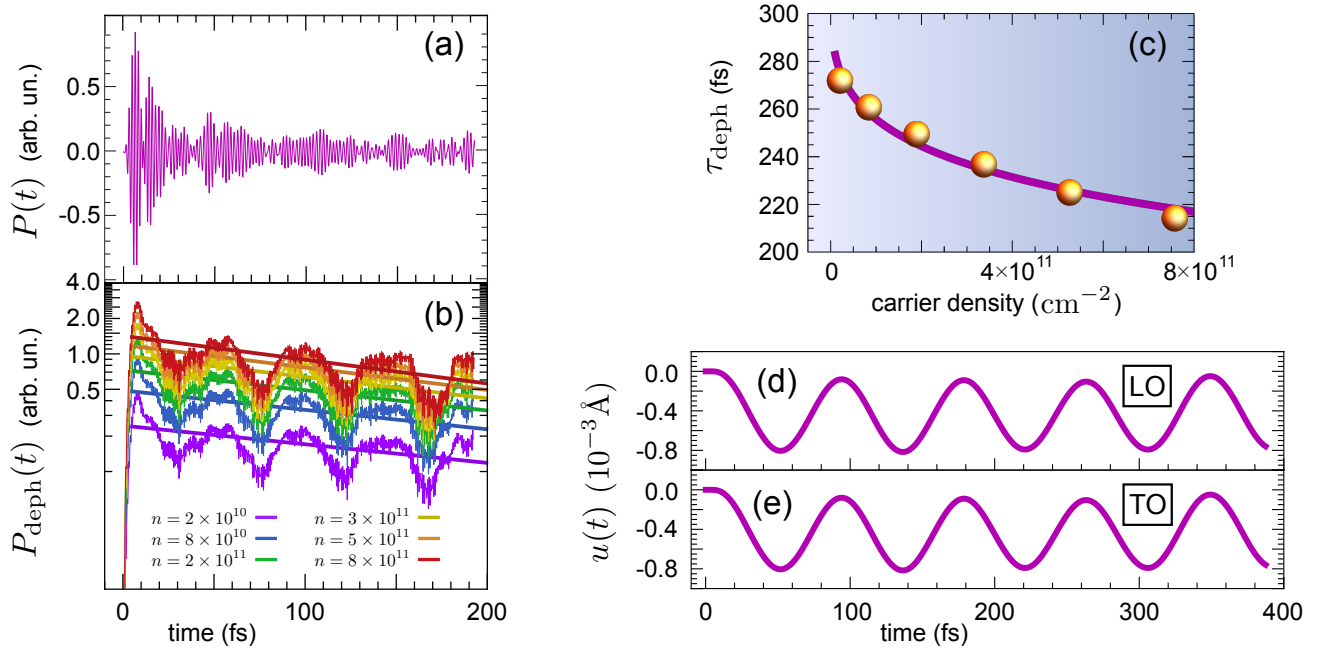 (a)
P(t) (arb. un.)
0.5
0.0
-0.5
(b)
P_deph(t) (arb. un.)
4.0
2.0
1.0
0.5
n = 2 × 10^10
n = 8 × 10^10
n = 2 × 10^11
n = 3 × 10^11
n = 5 × 10^11
n = 8 × 10^11
0 100 200
time (fs)
(c)
τ_deph (fs)
300
280
260
240
220
200
0 4×10^11 8×10^11
carrier density (cm^−2)
u(t) (10^−3 Å)
(d)
LO
0.0
-0.4
-0.8
(e)
TO
0.0
-0.4
-0.8
0 100 200 300 400
time (fs)